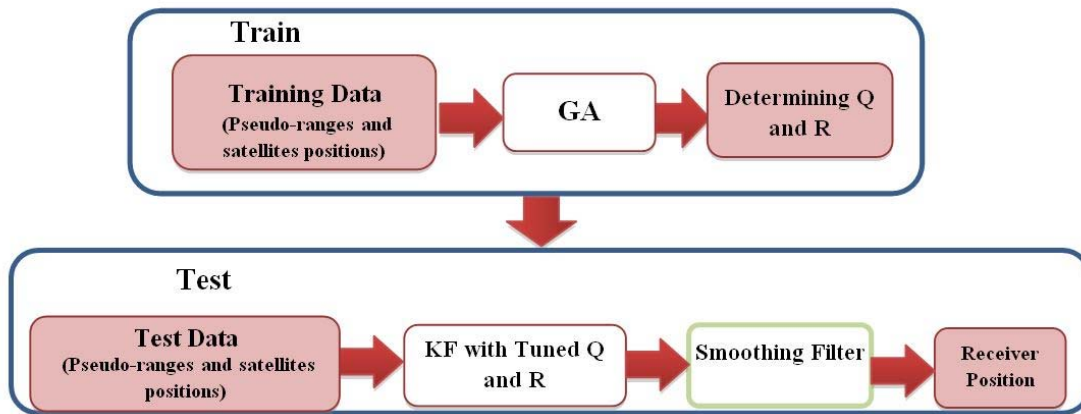 Train
Training Data
(Pseudo-ranges and
satellites positions)
GA
Determining Q
and R
Test
Test Data
(Pseudo-ranges and satellites
positions)
KF with Tuned Q
and R
Smoothing Filter
Receiver
Position